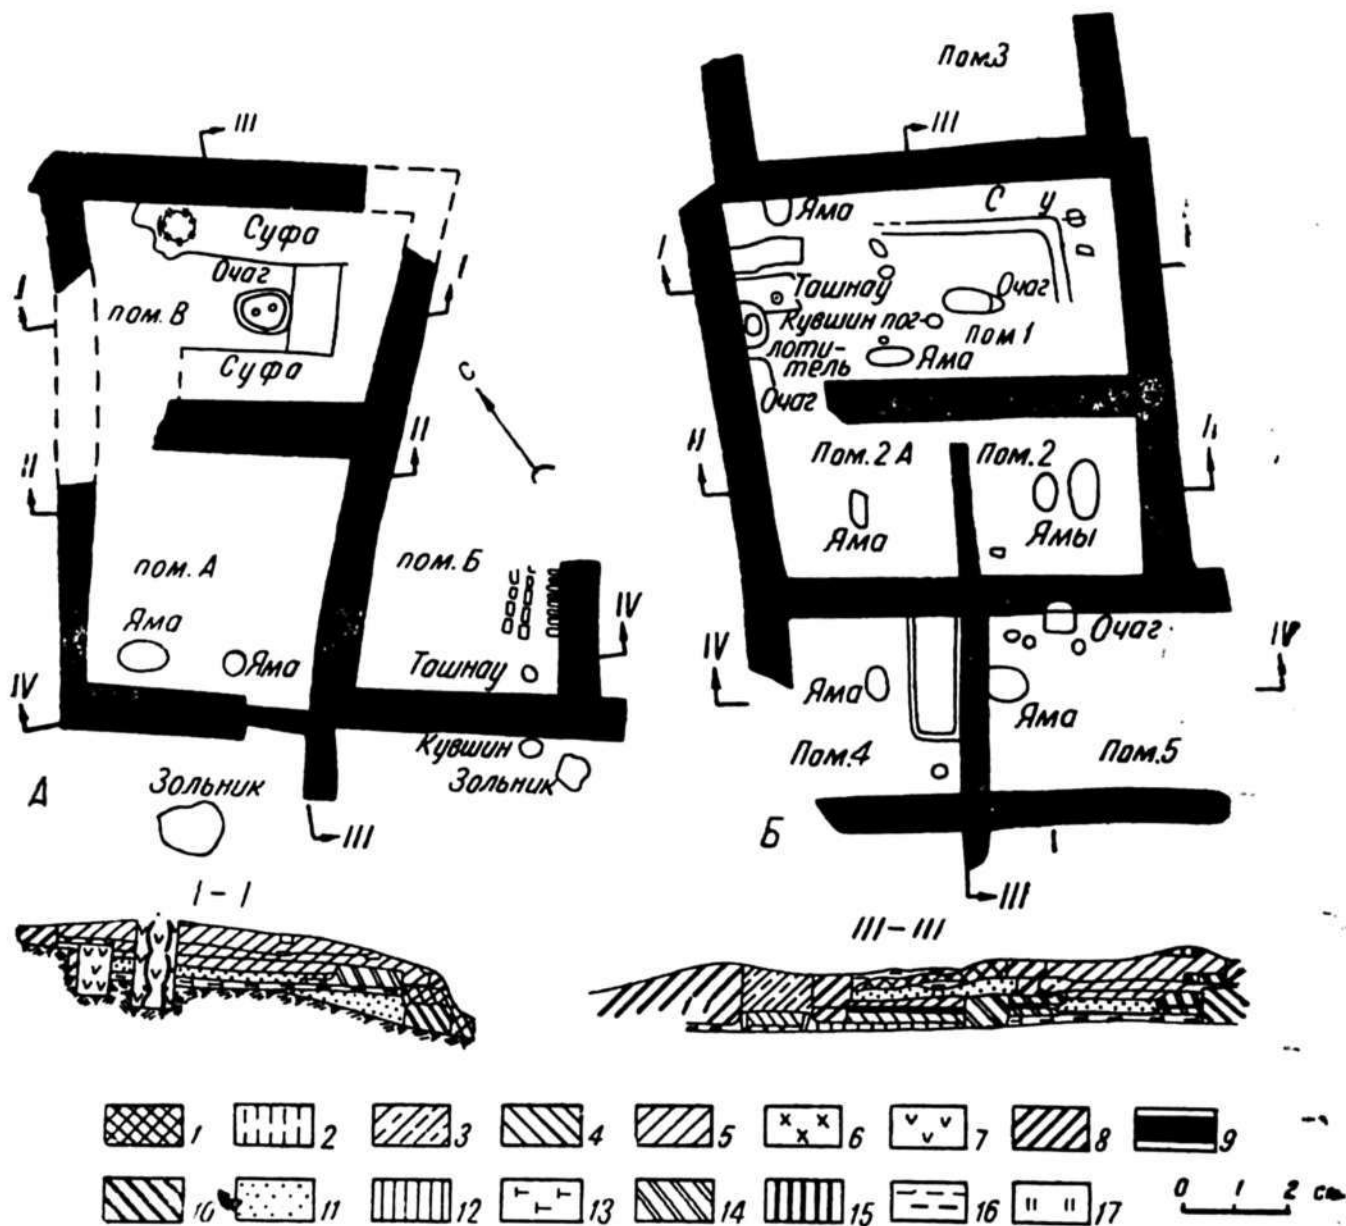 Пом.3
III
III
С у
Яма
Суфа
I
I
I
Очаг
Ташнау
Очаг
пом. В
Кувшин пог-
пом 1
лоти-
тель
Яма
Суфа
Очаг
С
II
II
II
II
Пом. 2 А
Пом. 2
Яма
Ямы
пом. А
пом. Б
IV
Яма
Яма
Ташнау
IV
Очаг
IV
IV
IV
Яма
Яма
Кувшин
Пом.4
Пом.5
А
Зольник
Зольник
Б
III
III
I – I
III – III
1 2 3 4 5 6 7 8 9
10 11 12 13 14 15 16 17
0 1 2 см